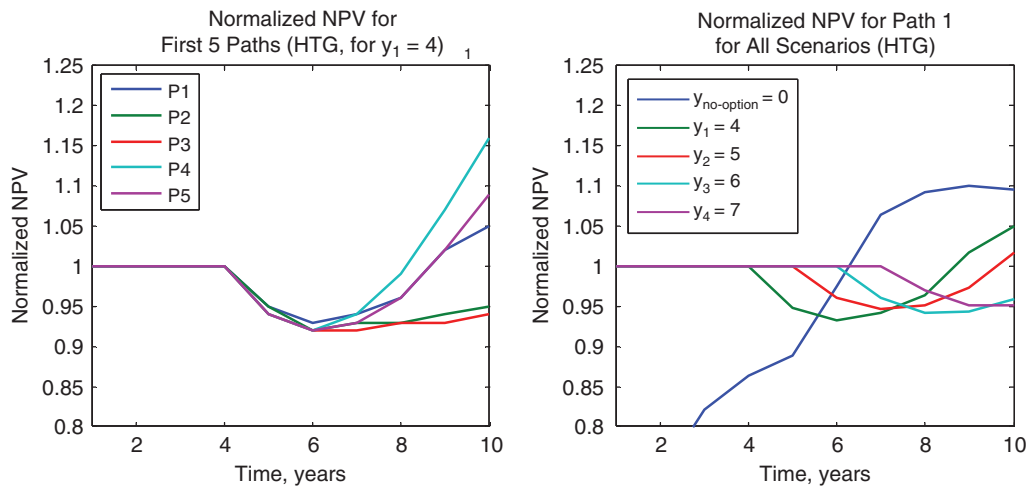 Normalized NPV for
First 5 Paths (HTG, for y₁ = 4) ₁
1.25
1.2
1.15
1.1
1.05
1
0.95
0.9
0.85
0.8
Normalized NPV
P1
P2
P3
P4
P5
2 4 6 8 10
Time, years
Normalized NPV for Path 1
for All Scenarios (HTG)
1.25
1.2
1.15
1.1
1.05
1
0.95
0.9
0.85
0.8
Normalized NPV
y_no-option = 0
y₁ = 4
y₂ = 5
y₃ = 6
y₄ = 7
2 4 6 8 10
Time, years